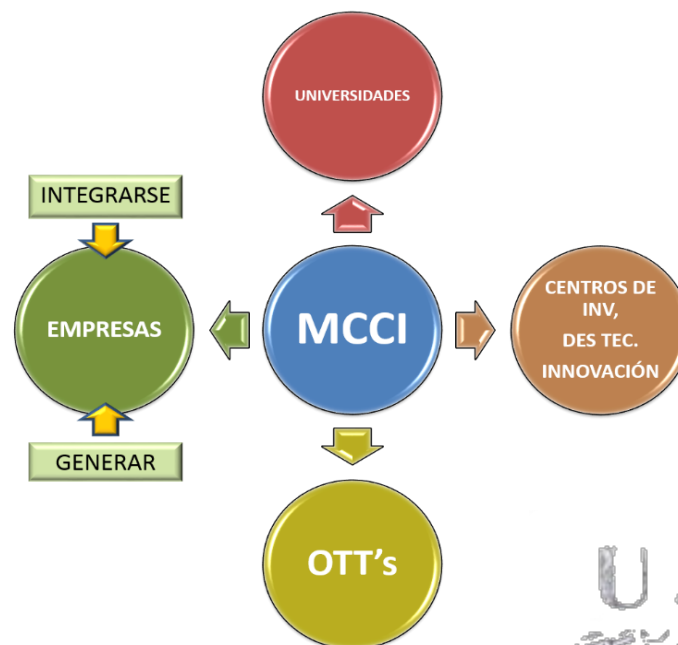 UNIVERSIDADES
INTEGRARSE
EMPRESAS
GENERAR
MCCI
CENTROS DE
INV,
DES TEC.
INNOVACIÓN
OTT's
U